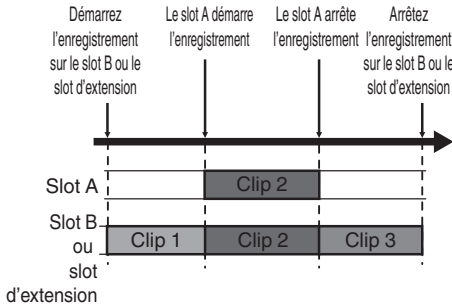 Démarrez
l'enregistrement
sur le slot B ou le
slot d'extension
Le slot A démarre
l'enregistrement
Le slot A arrête
l'enregistrement
Arrêtez
l'enregistrement
sur le slot B ou le
slot d'extension
Slot A
Clip 2
Slot B
ou
slot
d'extension
Clip 1
Clip 2
Clip 3